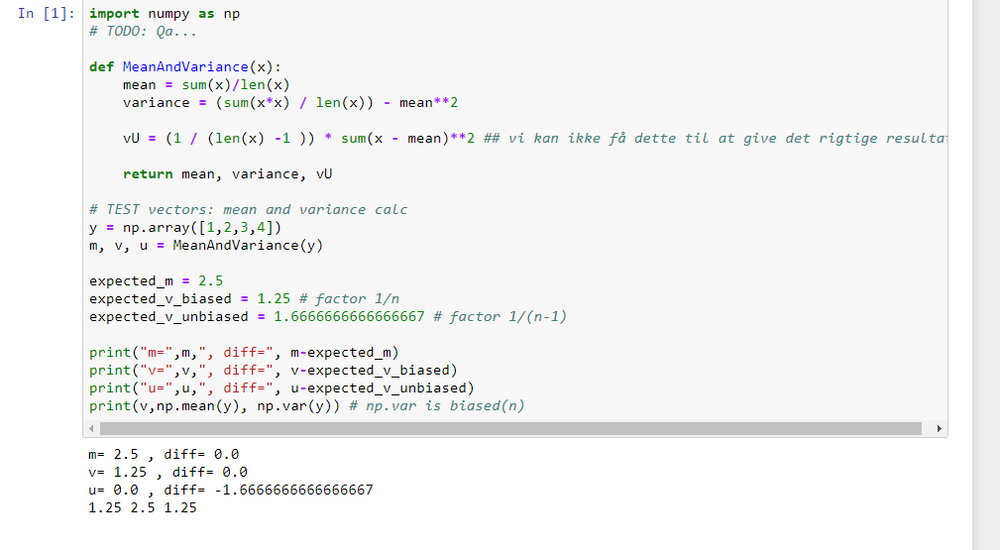 In [1]: import numpy as np
# TODO: Qa...
def MeanAndVariance(x):
mean = sum(x)/len(x)
variance = (sum(x*x) / len(x)) - mean**2
vU = (1 / (len(x) -1 )) * sum(x - mean)**2 ## vi kan ikke få dette til at give det rigtige resultat
return mean, variance, vU
# TEST vectors: mean and variance calc
y = np.array([1,2,3,4])
m, v, u = MeanAndVariance(y)
expected_m = 2.5
expected_v_biased = 1.25 # factor 1/n
expected_v_unbiased = 1.6666666666666667 # factor 1/(n-1)
print("m=",m,", diff=", m-expected_m)
print("v=",v,", diff=", v-expected_v_biased)
print("u=",u,", diff=", u-expected_v_unbiased)
print(v,np.mean(y), np.var(y)) # np.var is biased(n)
m= 2.5 , diff= 0.0
v= 1.25 , diff= 0.0
u= 0.0 , diff= -1.6666666666666667
1.25 2.5 1.25